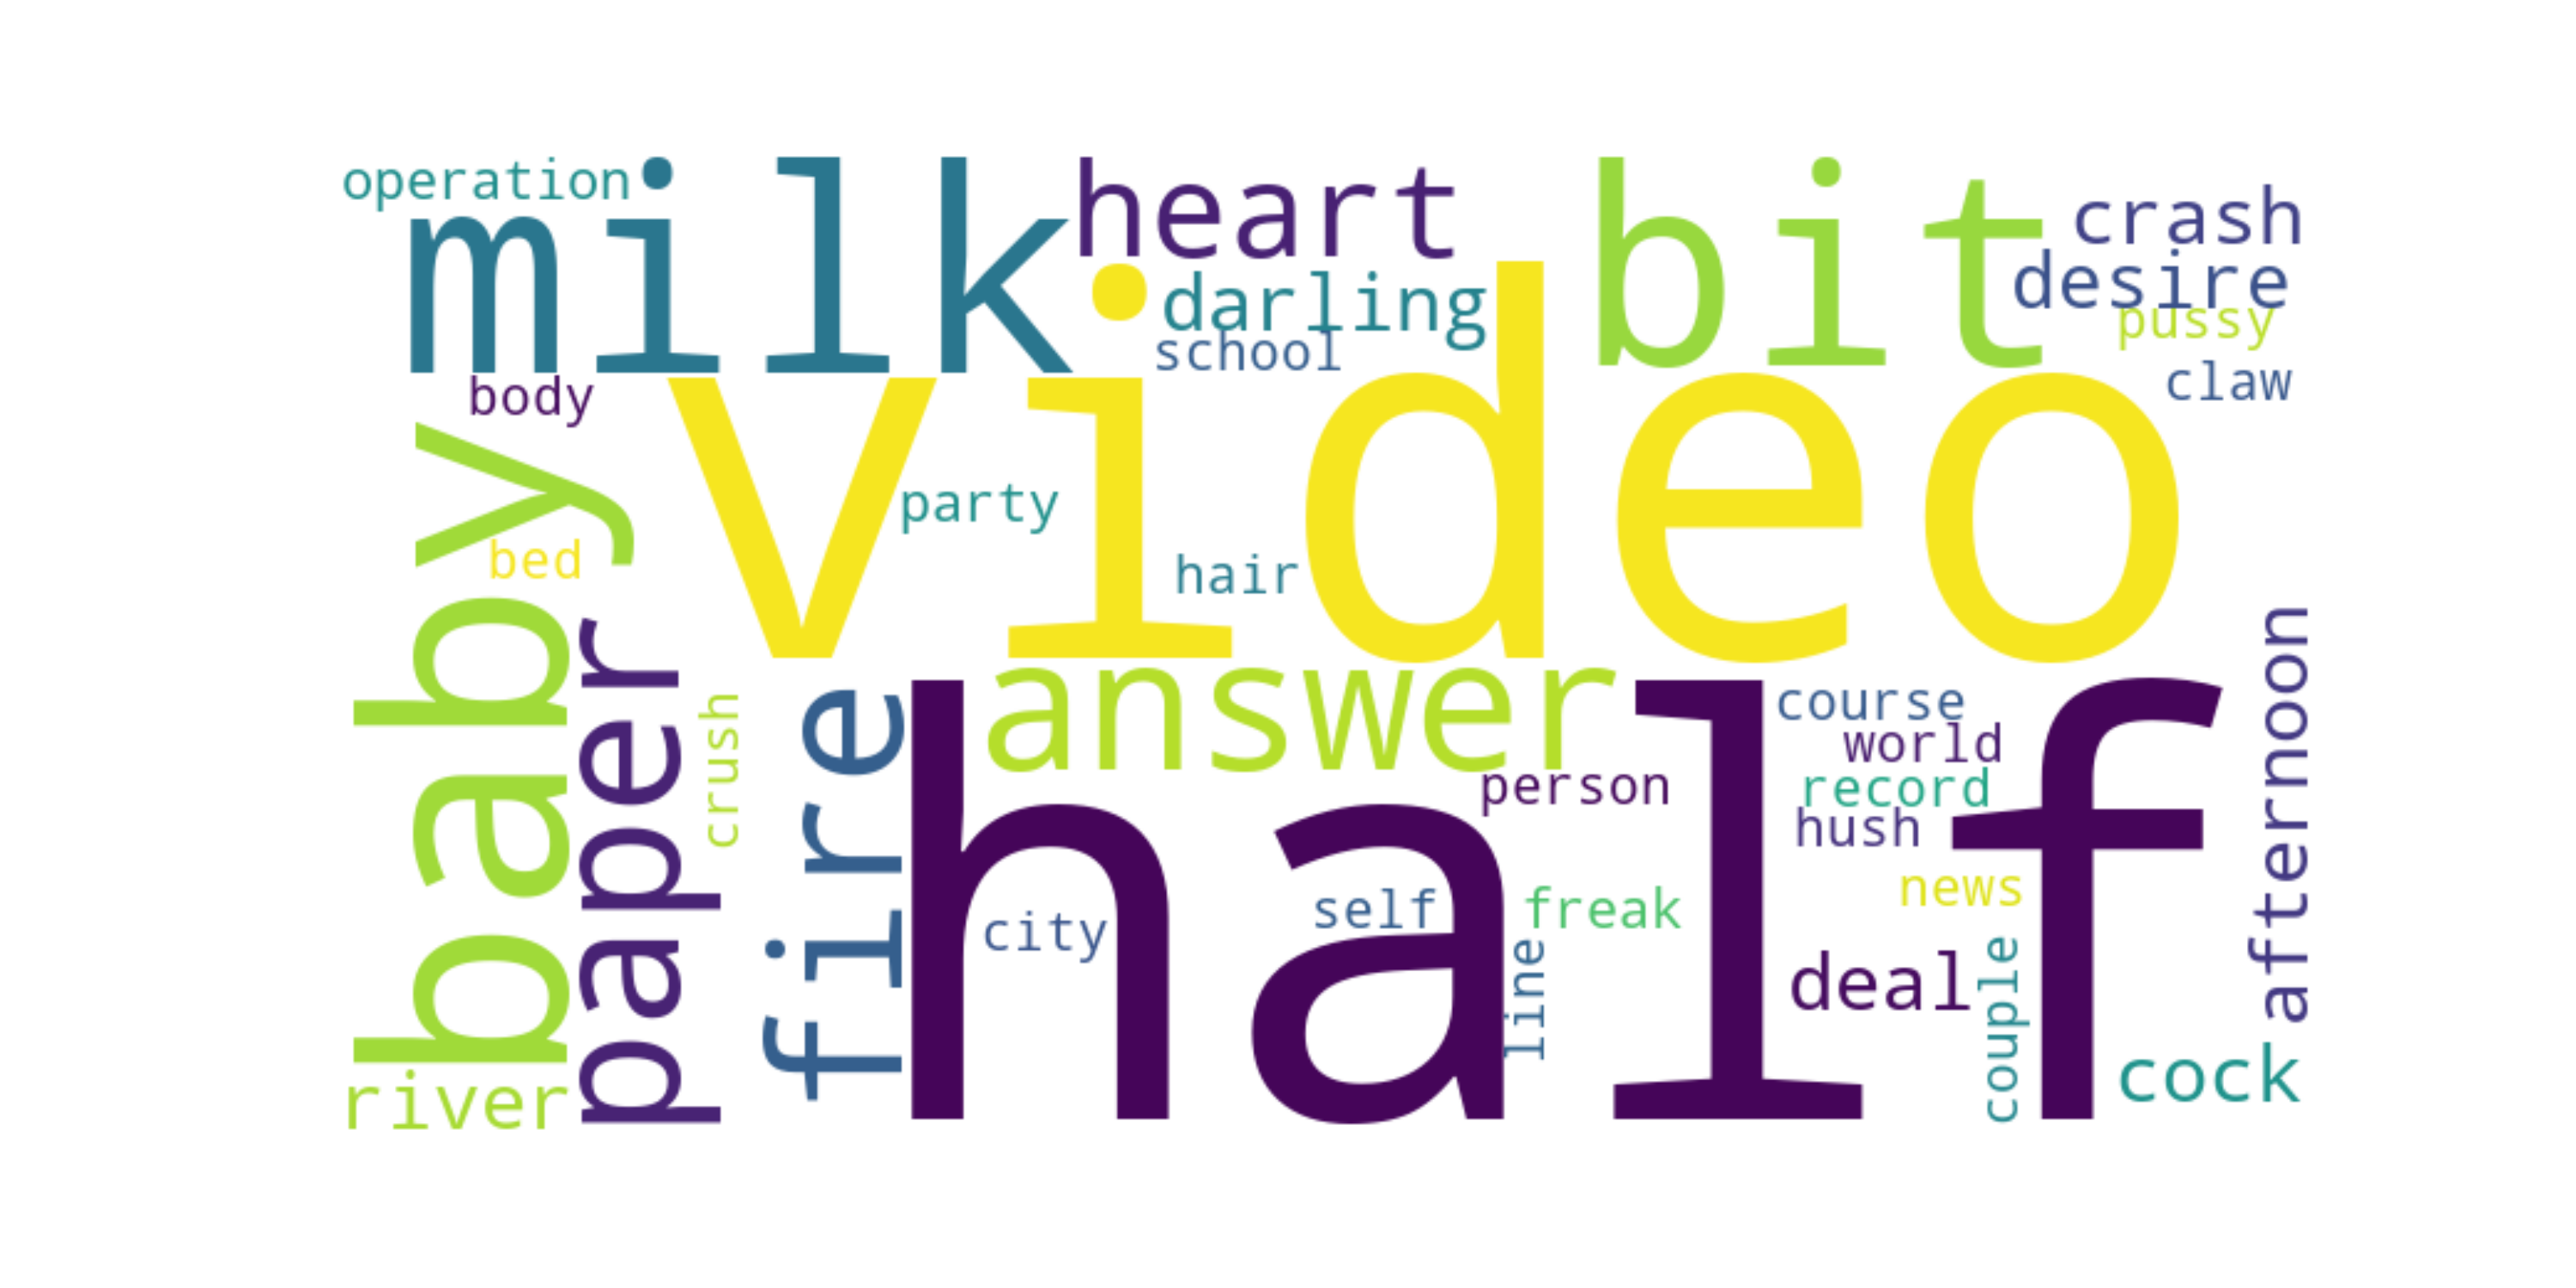 operation
milk
heart
bit
crash
darling
desire
pussy
school
claw
body
video
baby
party
bed
hair
paper
crush
fire
answer
half
course
world
person
record
hush
afternoon
city
self
freak
news
line
deal
couple
river
cock